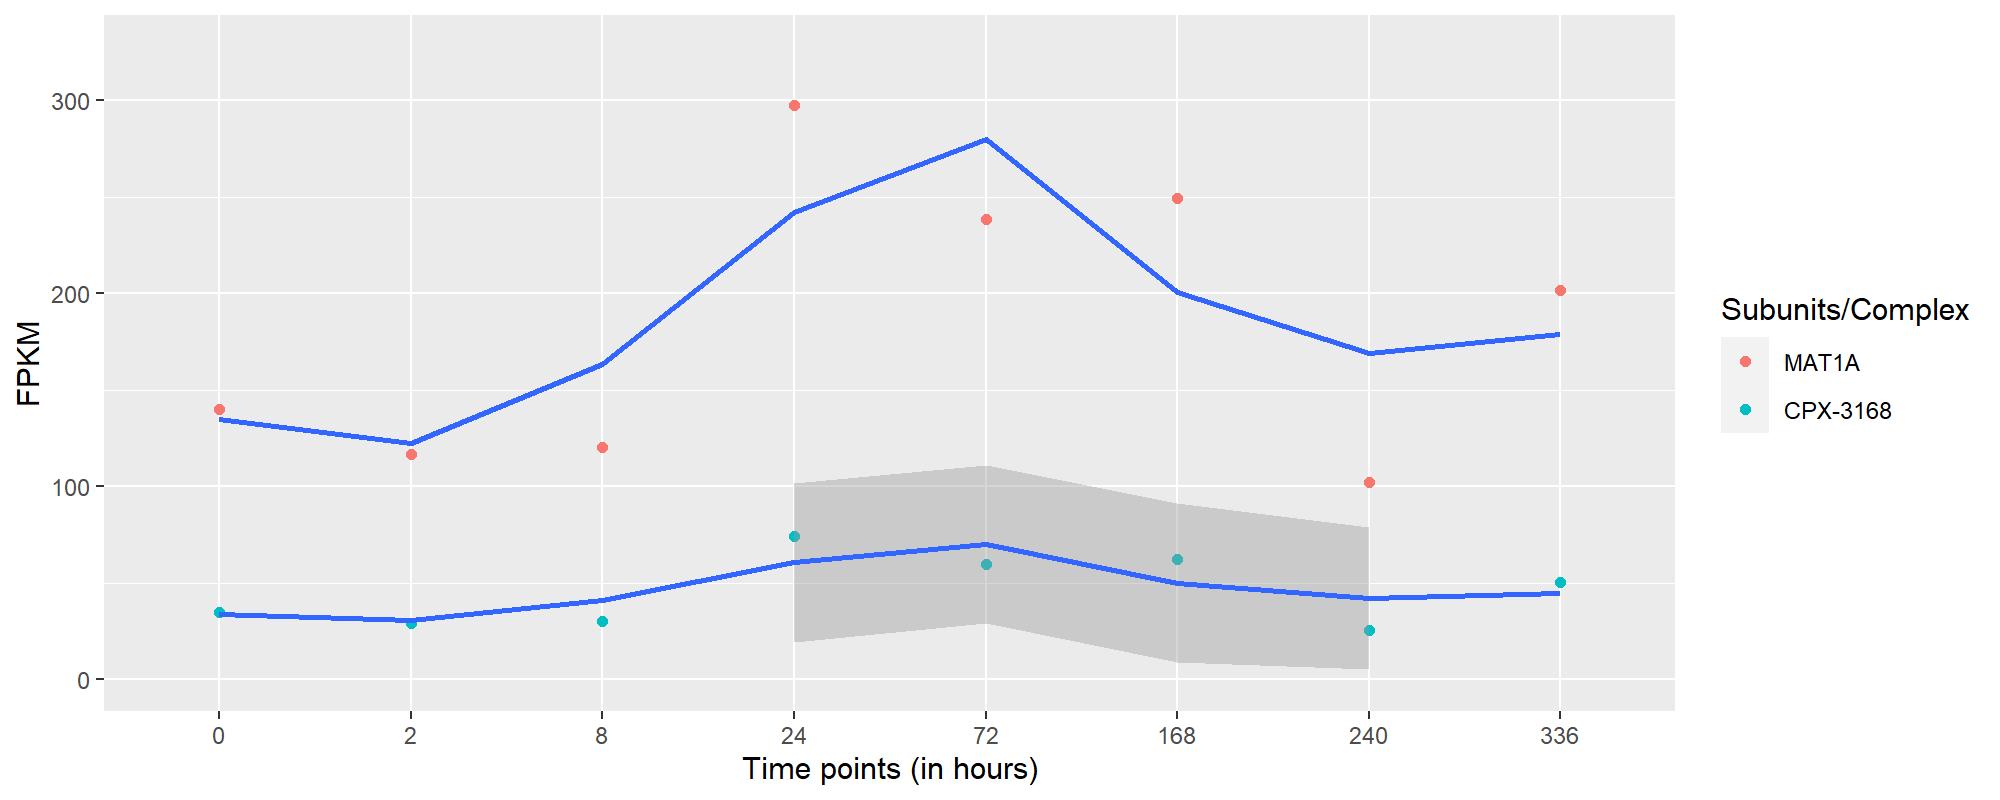 FPKM
300
200
100
0
0 2 8 24 72 168 240 336
Time points (in hours)
Subunits/Complex
MAT1A
CPX-3168